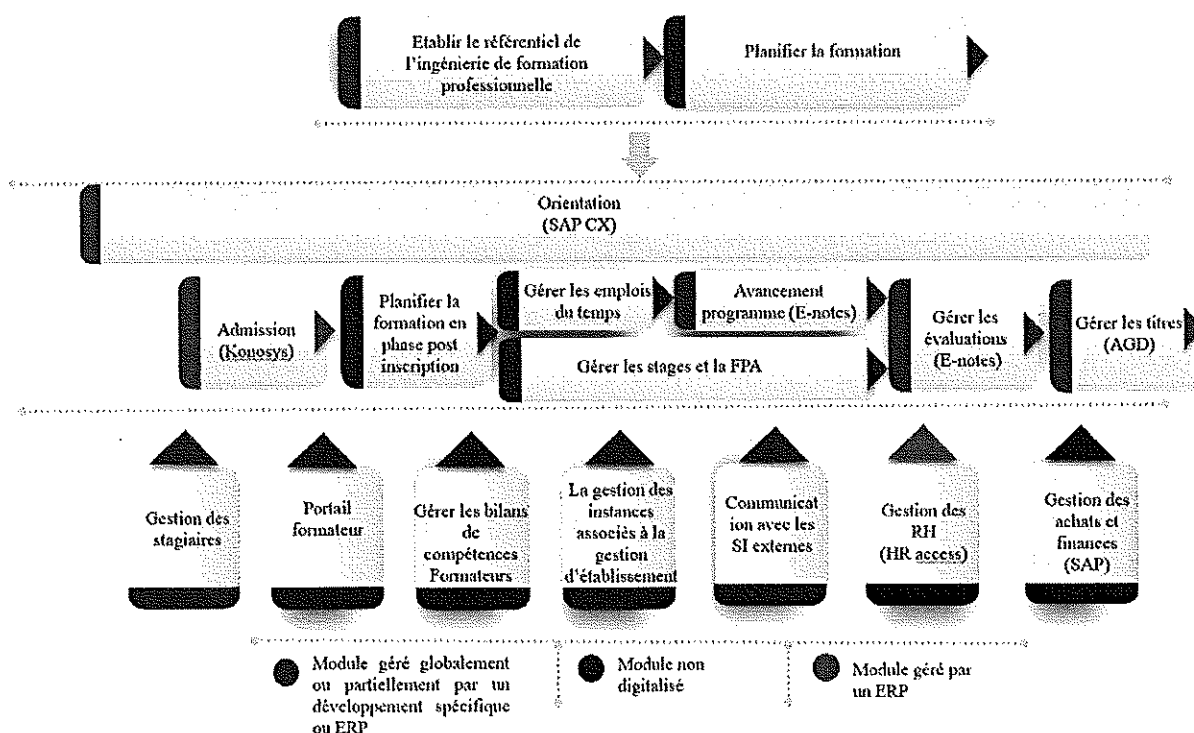 Etablir le référentiel de
l'ingénierie de formation
professionnelle
Planifier la formation
Orientation
(SAP CX)
Admission
(Konosys)
Planifier la
formation en
phase post
inscription
Gérer les emplois
du temps
Avancement
programme (E-notes)
Gérer les stages et la FPA
Gérer les
évaluations
(E-notes)
Gérer les titres
(AGD)
Gestion des
stagiaires
Portail
formateur
Gérer les bilans
de
compétences
Formateurs
La gestion des
instances
associès à la
gestion
d'établissement
Communicat
ion avec les
SI externes
Gestion des
RH
(HR access)
Gestion des
achats et
finances
(SAP)
Module géré globalement
ou partiellement par un
développement spécifique
ou ERP
Module non
digitalisé
Module géré par
un ERP